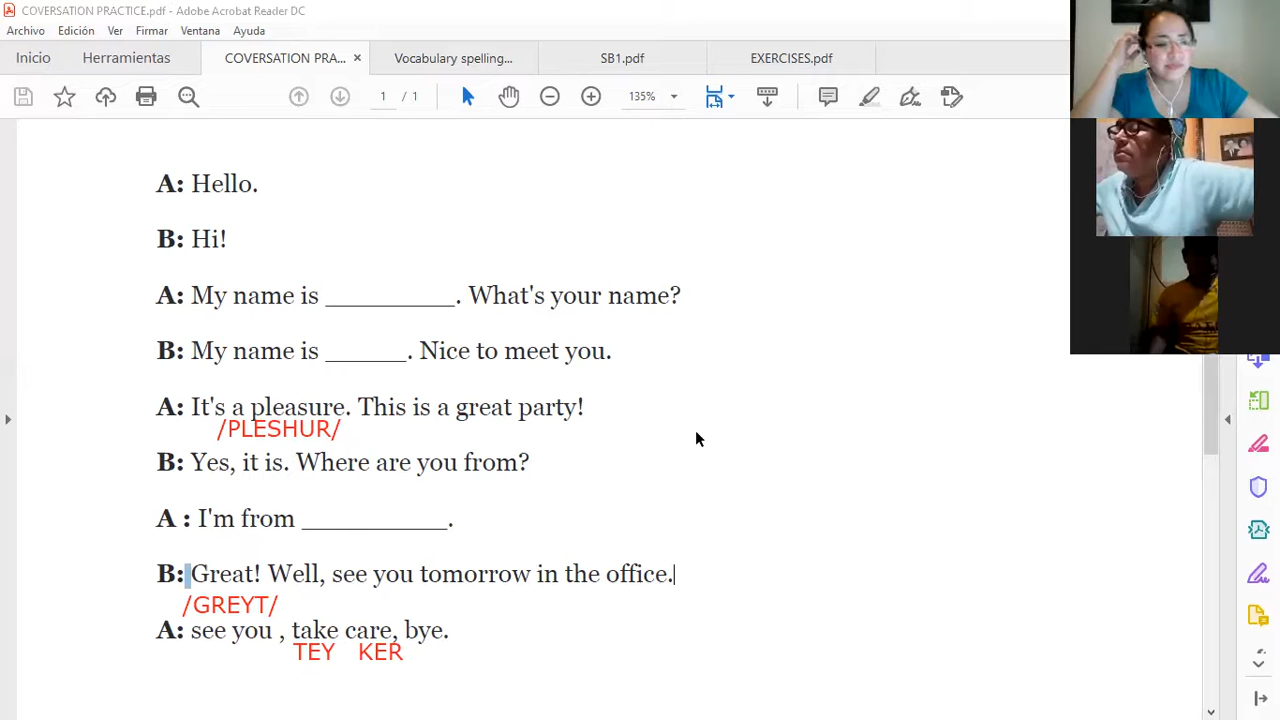 COVERSATION PRACTICE.pdf - Adobe Acrobat Reader DC
Archivo Edición Ver Firmar Ventana Ayuda
Inicio Herramientas COVERSATION PRA... × Vocabulary spelling... SB1.pdf EXERCISES.pdf
1 / 1 135%
A: Hello.
B: Hi!
A: My name is __________. What's your name?
B: My name is ______. Nice to meet you.
A: It's a pleasure. This is a great party!
/PLESHUR/
B: Yes, it is. Where are you from?
A : I'm from ___________.
B: Great! Well, see you tomorrow in the office.
/GREYT/
A: see you , take care, bye.
TEY KER